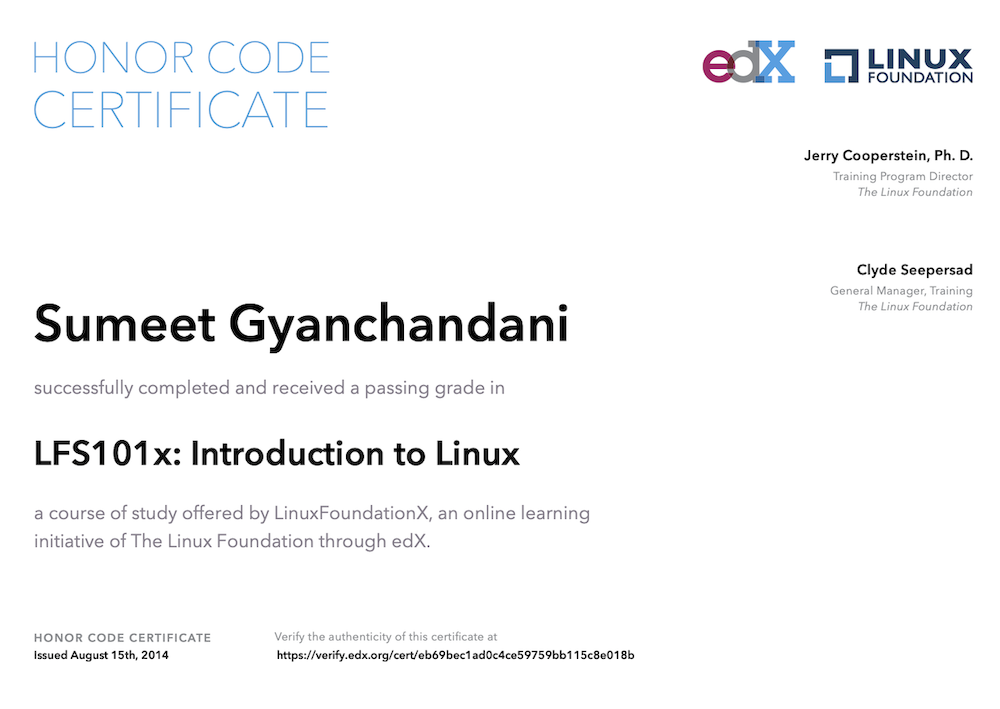 HONOR CODE
CERTIFICATE
edX
LINUX
FOUNDATION
Jerry Cooperstein, Ph. D.
Training Program Director
The Linux Foundation
Clyde Seepersad
General Manager, Training
The Linux Foundation
Sumeet Gyanchandani
successfully completed and received a passing grade in
LFS101x: Introduction to Linux
a course of study offered by LinuxFoundationX, an online learning
initiative of The Linux Foundation through edX.
HONOR CODE CERTIFICATE
Issued August 15th, 2014
Verify the authenticity of this certificate at
https://verify.edx.org/cert/eb69bec1ad0c4ce59759bb115c8e018b